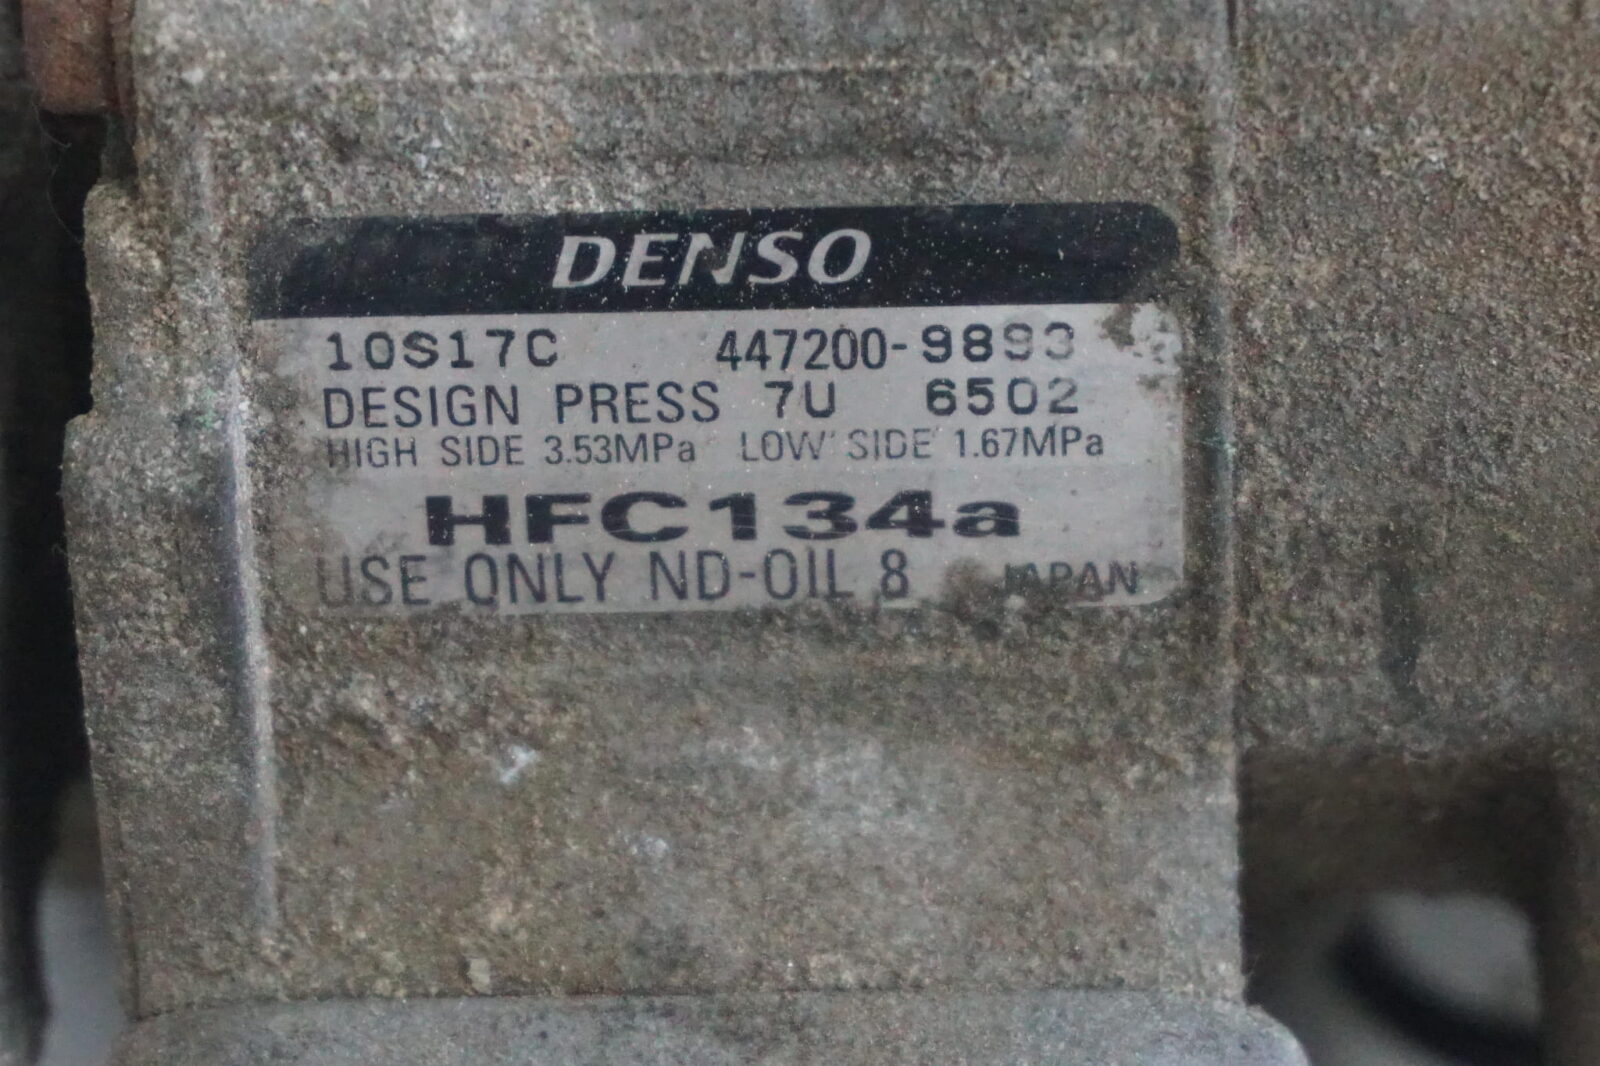 DENSO
10S17C 447200-9893
DESIGN PRESS 7U 6502
HIGH SIDE 3.53MPa LOW SIDE 1.67MPa
HFC134a
USE ONLY ND-OIL 8 JAPAN